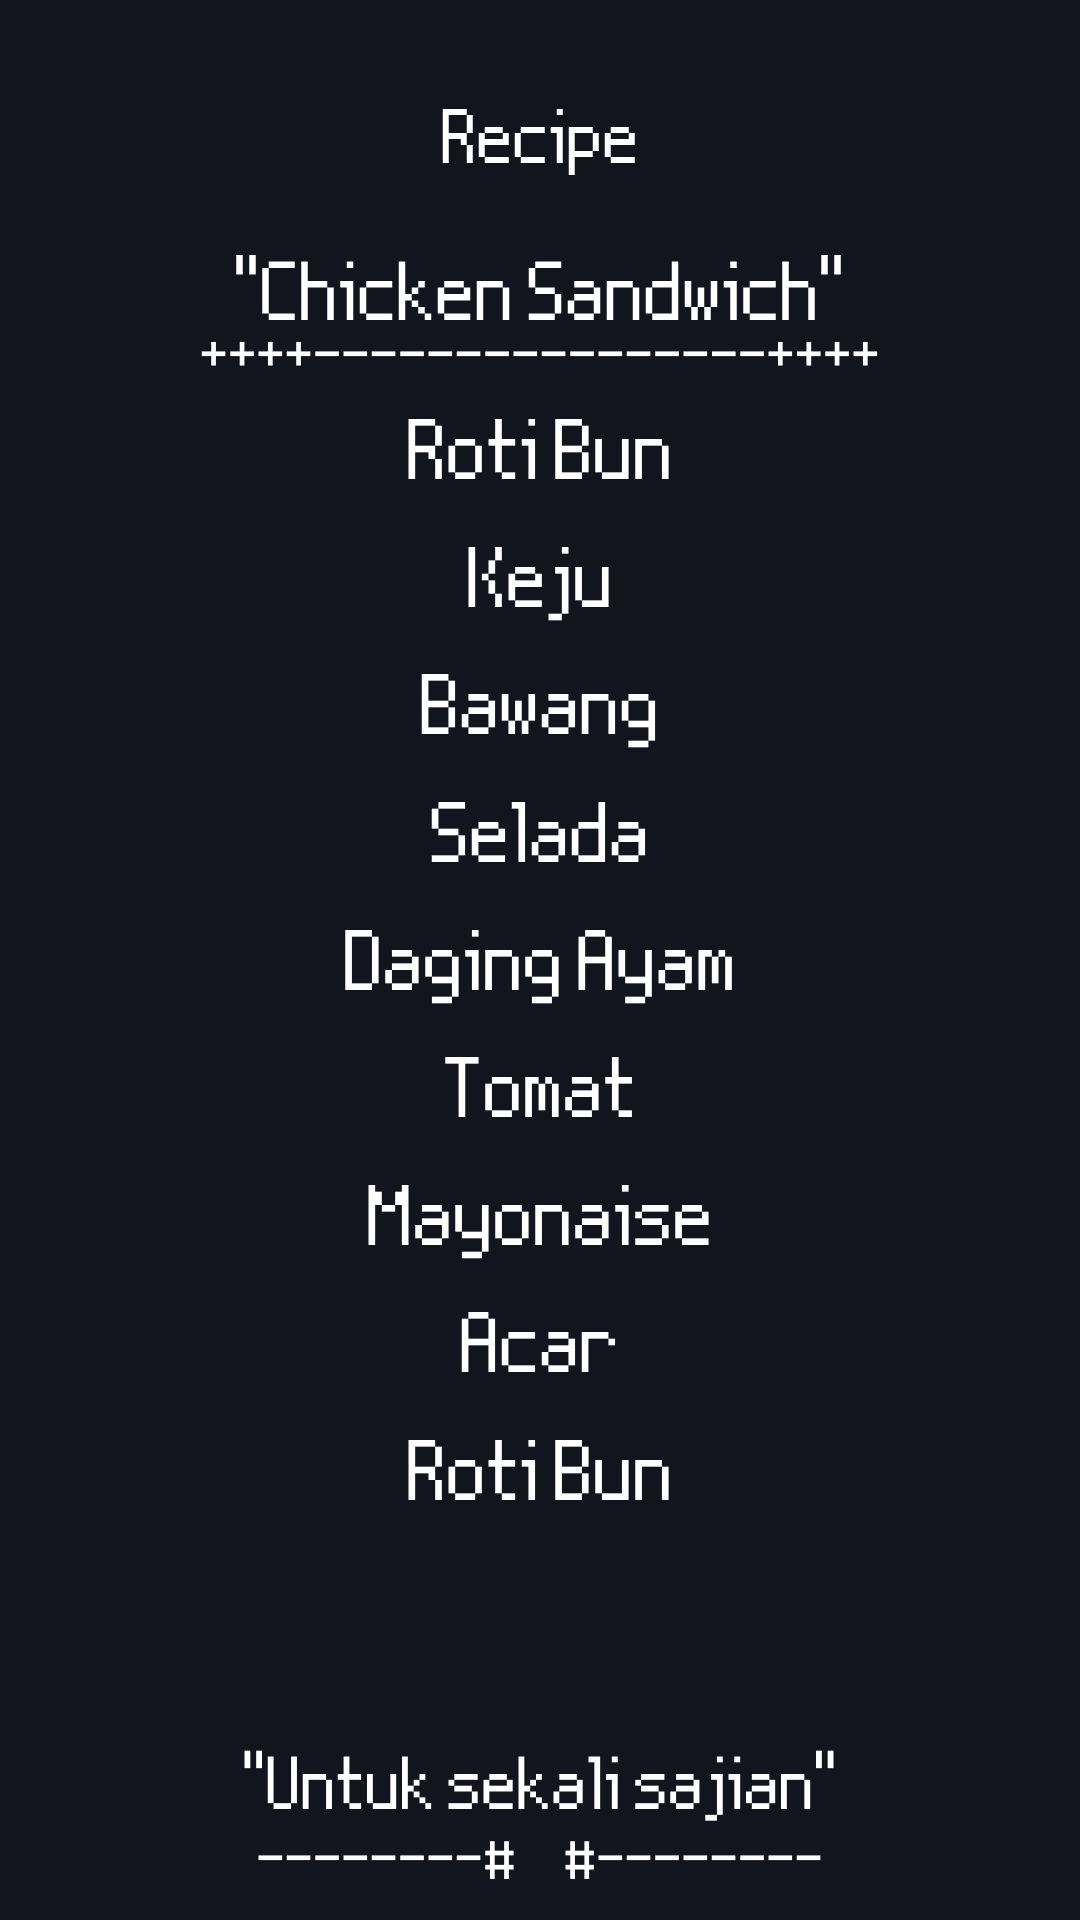 Recipe
"Chicken Sandwich"
++++----------------++++
Roti Bun
Keju
Bawang
Selada
Daging Ayam
Tomat
Mayonaise
Acar
Roti Bun
"Untuk sekali sajian"
--------#  #--------